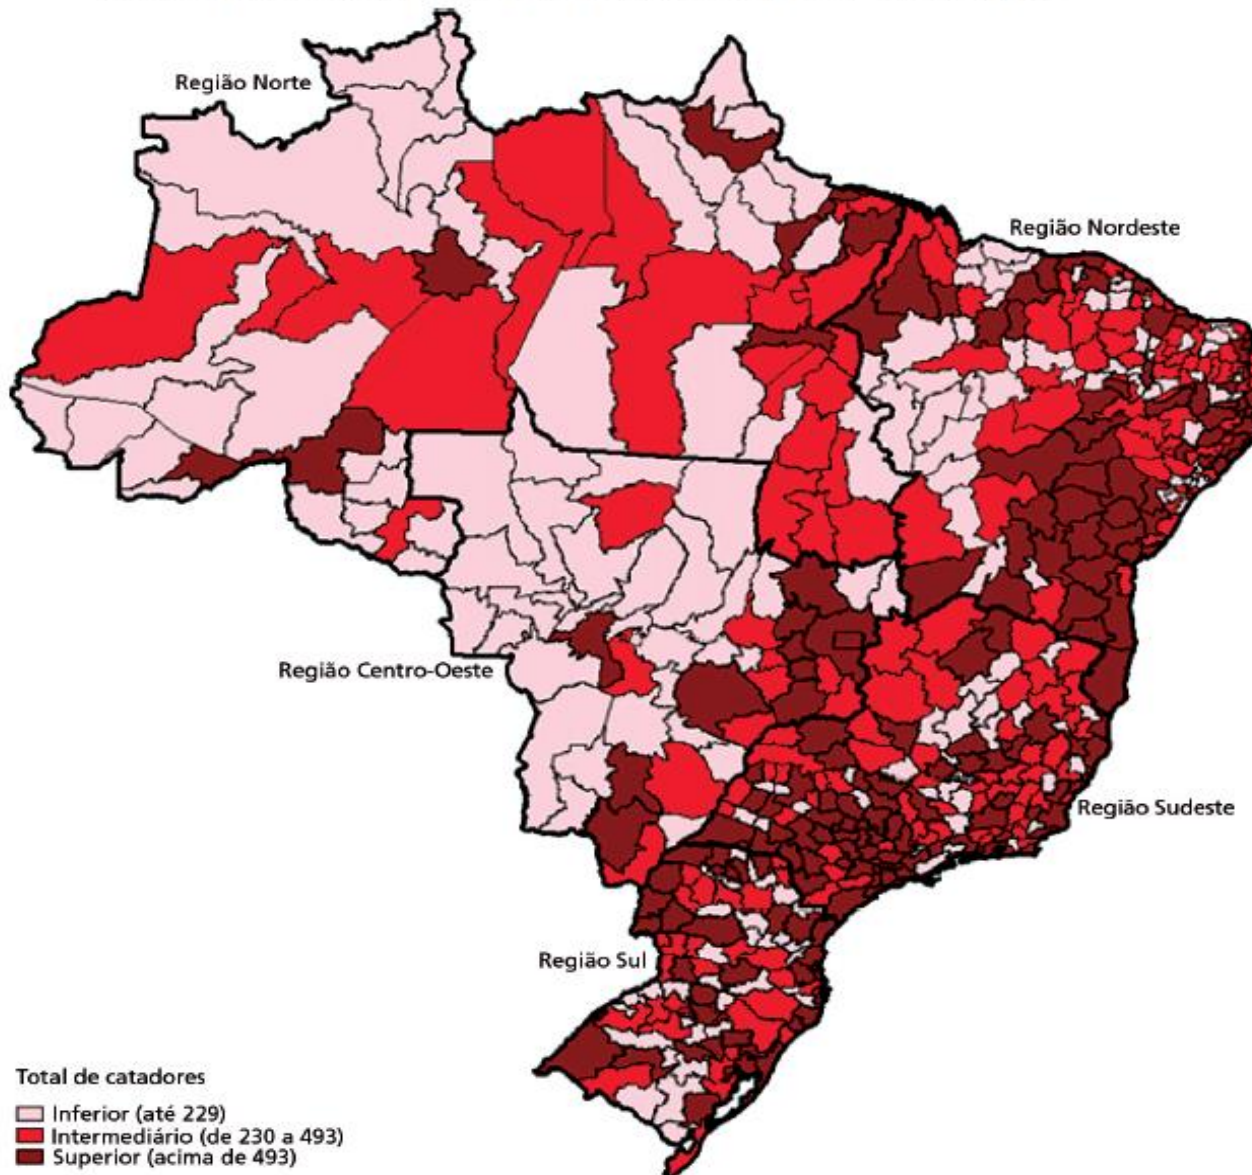 Região Norte
Região Nordeste
Região Centro-Oeste
Região Sudeste
Região Sul
Total de catadores
Inferior (até 229)
Intermediário (de 230 a 493)
Superior (acima de 493)